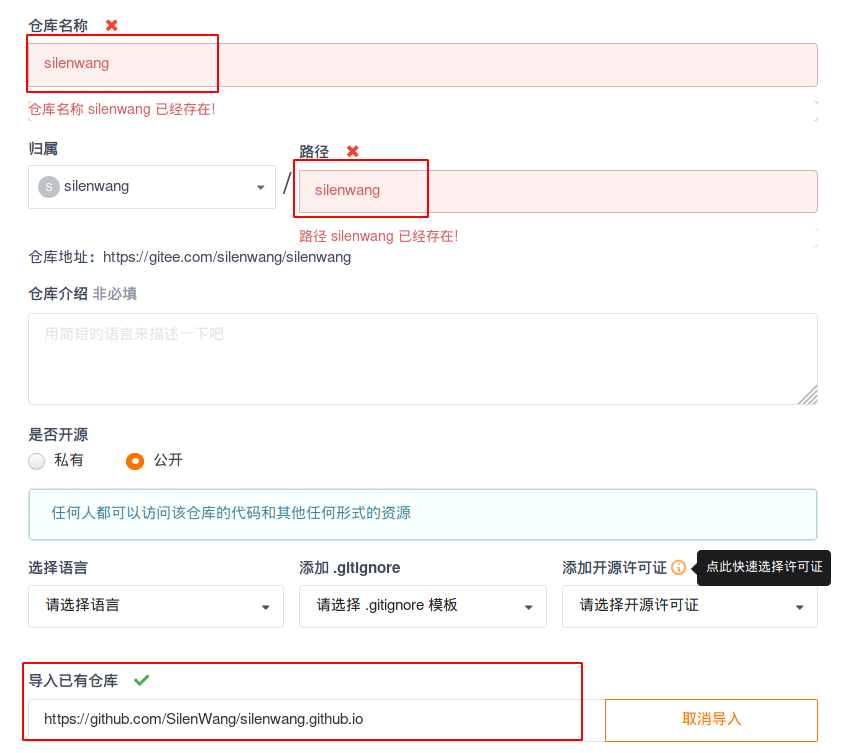 仓库名称
silenwang
仓库名称 silenwang 已经存在!
归属
路径
S silenwang
/
silenwang
路径 silenwang 已经存在!
仓库地址: https://gitee.com/silenwang/silenwang
仓库介绍 非必填
用简短的语言来描述一下吧
是否开源
私有 公开
任何人都可以访问该仓库的代码和其他任何形式的资源
选择语言 添加 .gitignore 添加开源许可证 点此快速选择许可证
请选择语言 请选择 .gitignore 模板 请选择开源许可证
导入已有仓库
https://github.com/SilenWang/silenwang.github.io 取消导入